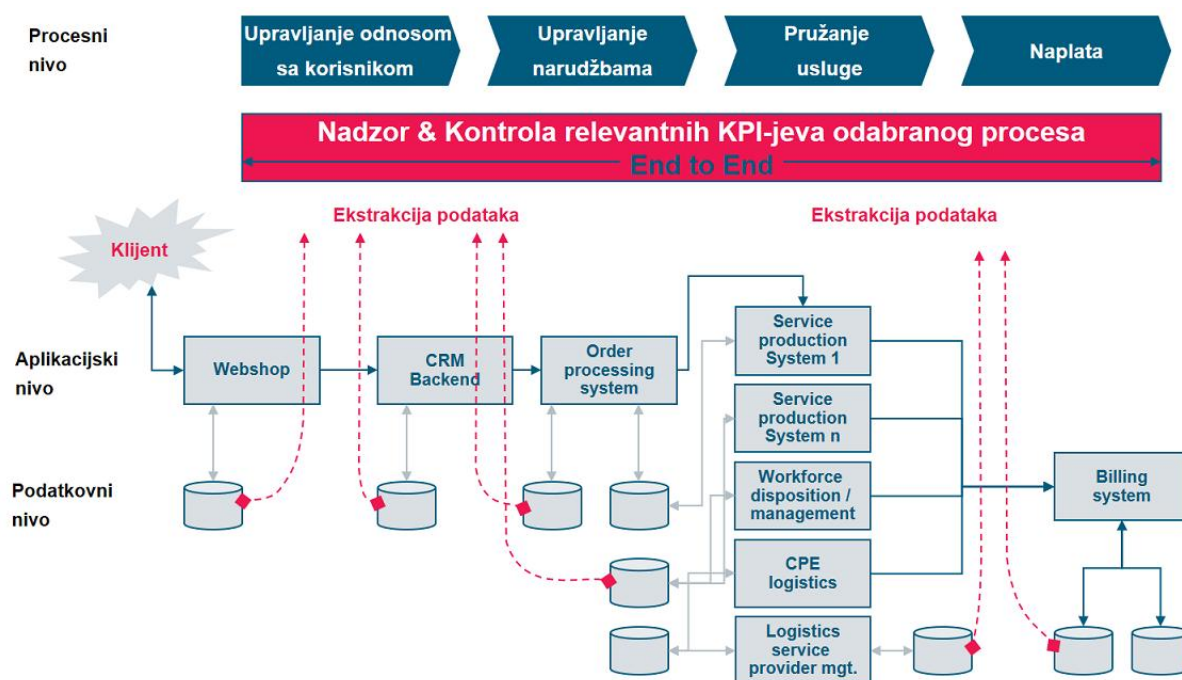 Procesni
nivo
Upravljanje odnosom
sa korisnikom
Upravljanje
narudžbama
Pružanje
usluge
Naplata
Nadzor & Kontrola relevantnih KPI-jeva odabranog procesa
End to End
Ekstrakcija podataka
Ekstrakcija podataka
Klijent
Aplikacijski
nivo
Webshop
CRM
Backend
Order
processing
system
Service
production
System 1
Service
production
System n
Podatkovni
nivo
Workforce
disposition /
management
Billing
system
CPE
logistics
Logistics
service
provider mgt.